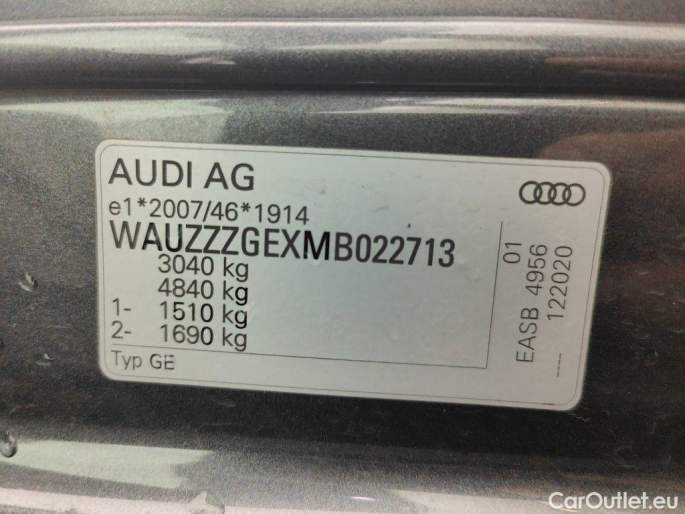 AUDI AG
e1*2007/46*1914
WAUZZZGEXMB022713
3040 kg
4840 kg
1- 1510 kg
2- 1690 kg
Typ GE
01
EASB 4956
--- 122020
CarOutlet.eu